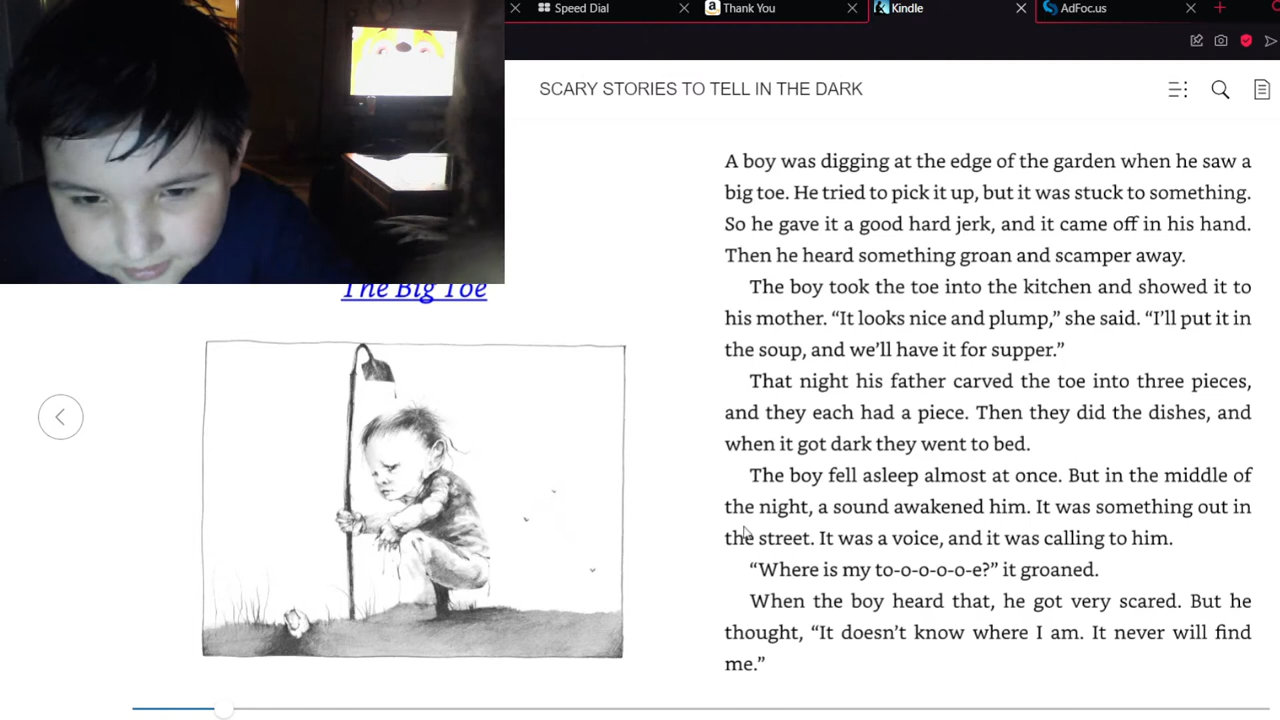 Speed Dial
Thank You
Kindle
AdFoc.us
SCARY STORIES TO TELL IN THE DARK
The Big Toe
A boy was digging at the edge of the garden when he saw a
big toe. He tried to pick it up, but it was stuck to something.
So he gave it a good hard jerk, and it came off in his hand.
Then he heard something groan and scamper away.
The boy took the toe into the kitchen and showed it to
his mother. “It looks nice and plump,” she said. “I’ll put it in
the soup, and we’ll have it for supper.”
That night his father carved the toe into three pieces,
and they each had a piece. Then they did the dishes, and
when it got dark they went to bed.
The boy fell asleep almost at once. But in the middle of
the night, a sound awakened him. It was something out in
the street. It was a voice, and it was calling to him.
“Where is my to-o-o-o-o-e?” it groaned.
When the boy heard that, he got very scared. But he
thought, “It doesn’t know where I am. It never will find
me.”